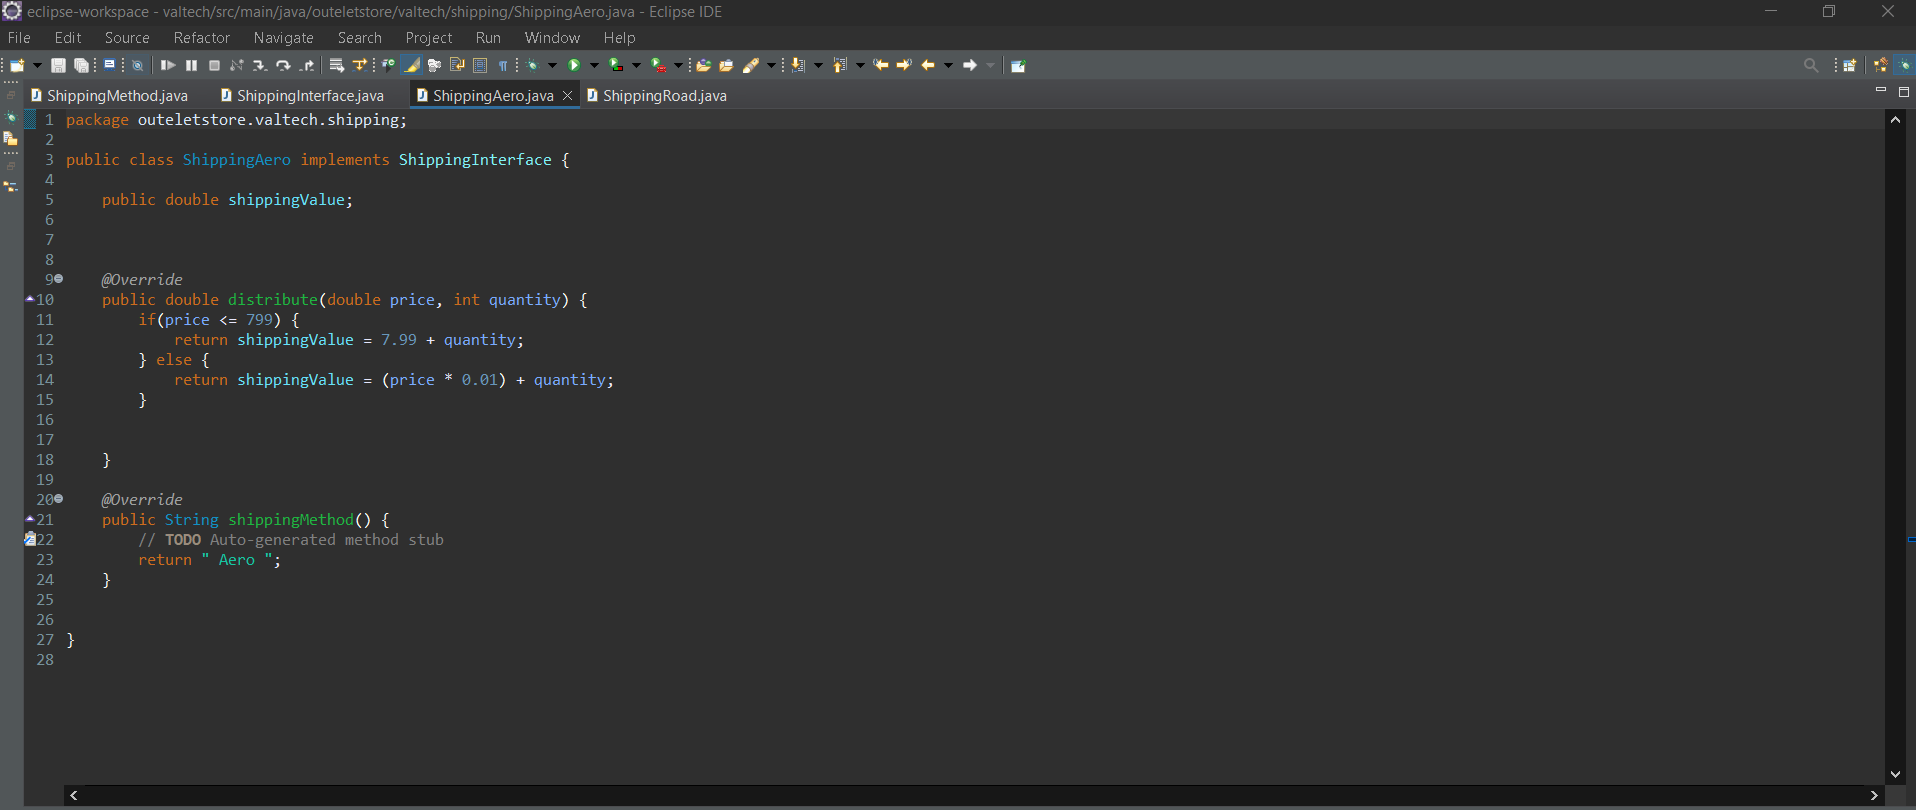 eclipse-workspace - valtech/src/main/java/outeletstore/valtech/shipping/ShippingAero.java - Eclipse IDE
File Edit Source Refactor Navigate Search Project Run Window Help
ShippingMethod.java ShippingInterface.java ShippingAero.java ShippingRoad.java
1 package outeletstore.valtech.shipping;
2
3 public class ShippingAero implements ShippingInterface {
4
5 public double shippingValue;
6
7
8
9 @Override
10 public double distribute(double price, int quantity) {
11 if(price <= 799) {
12 return shippingValue = 7.99 + quantity;
13 } else {
14 return shippingValue = (price * 0.01) + quantity;
15 }
16
17
18 }
19
20 @Override
21 public String shippingMethod() {
22 // TODO Auto-generated method stub
23 return " Aero ";
24 }
25
26
27 }
28